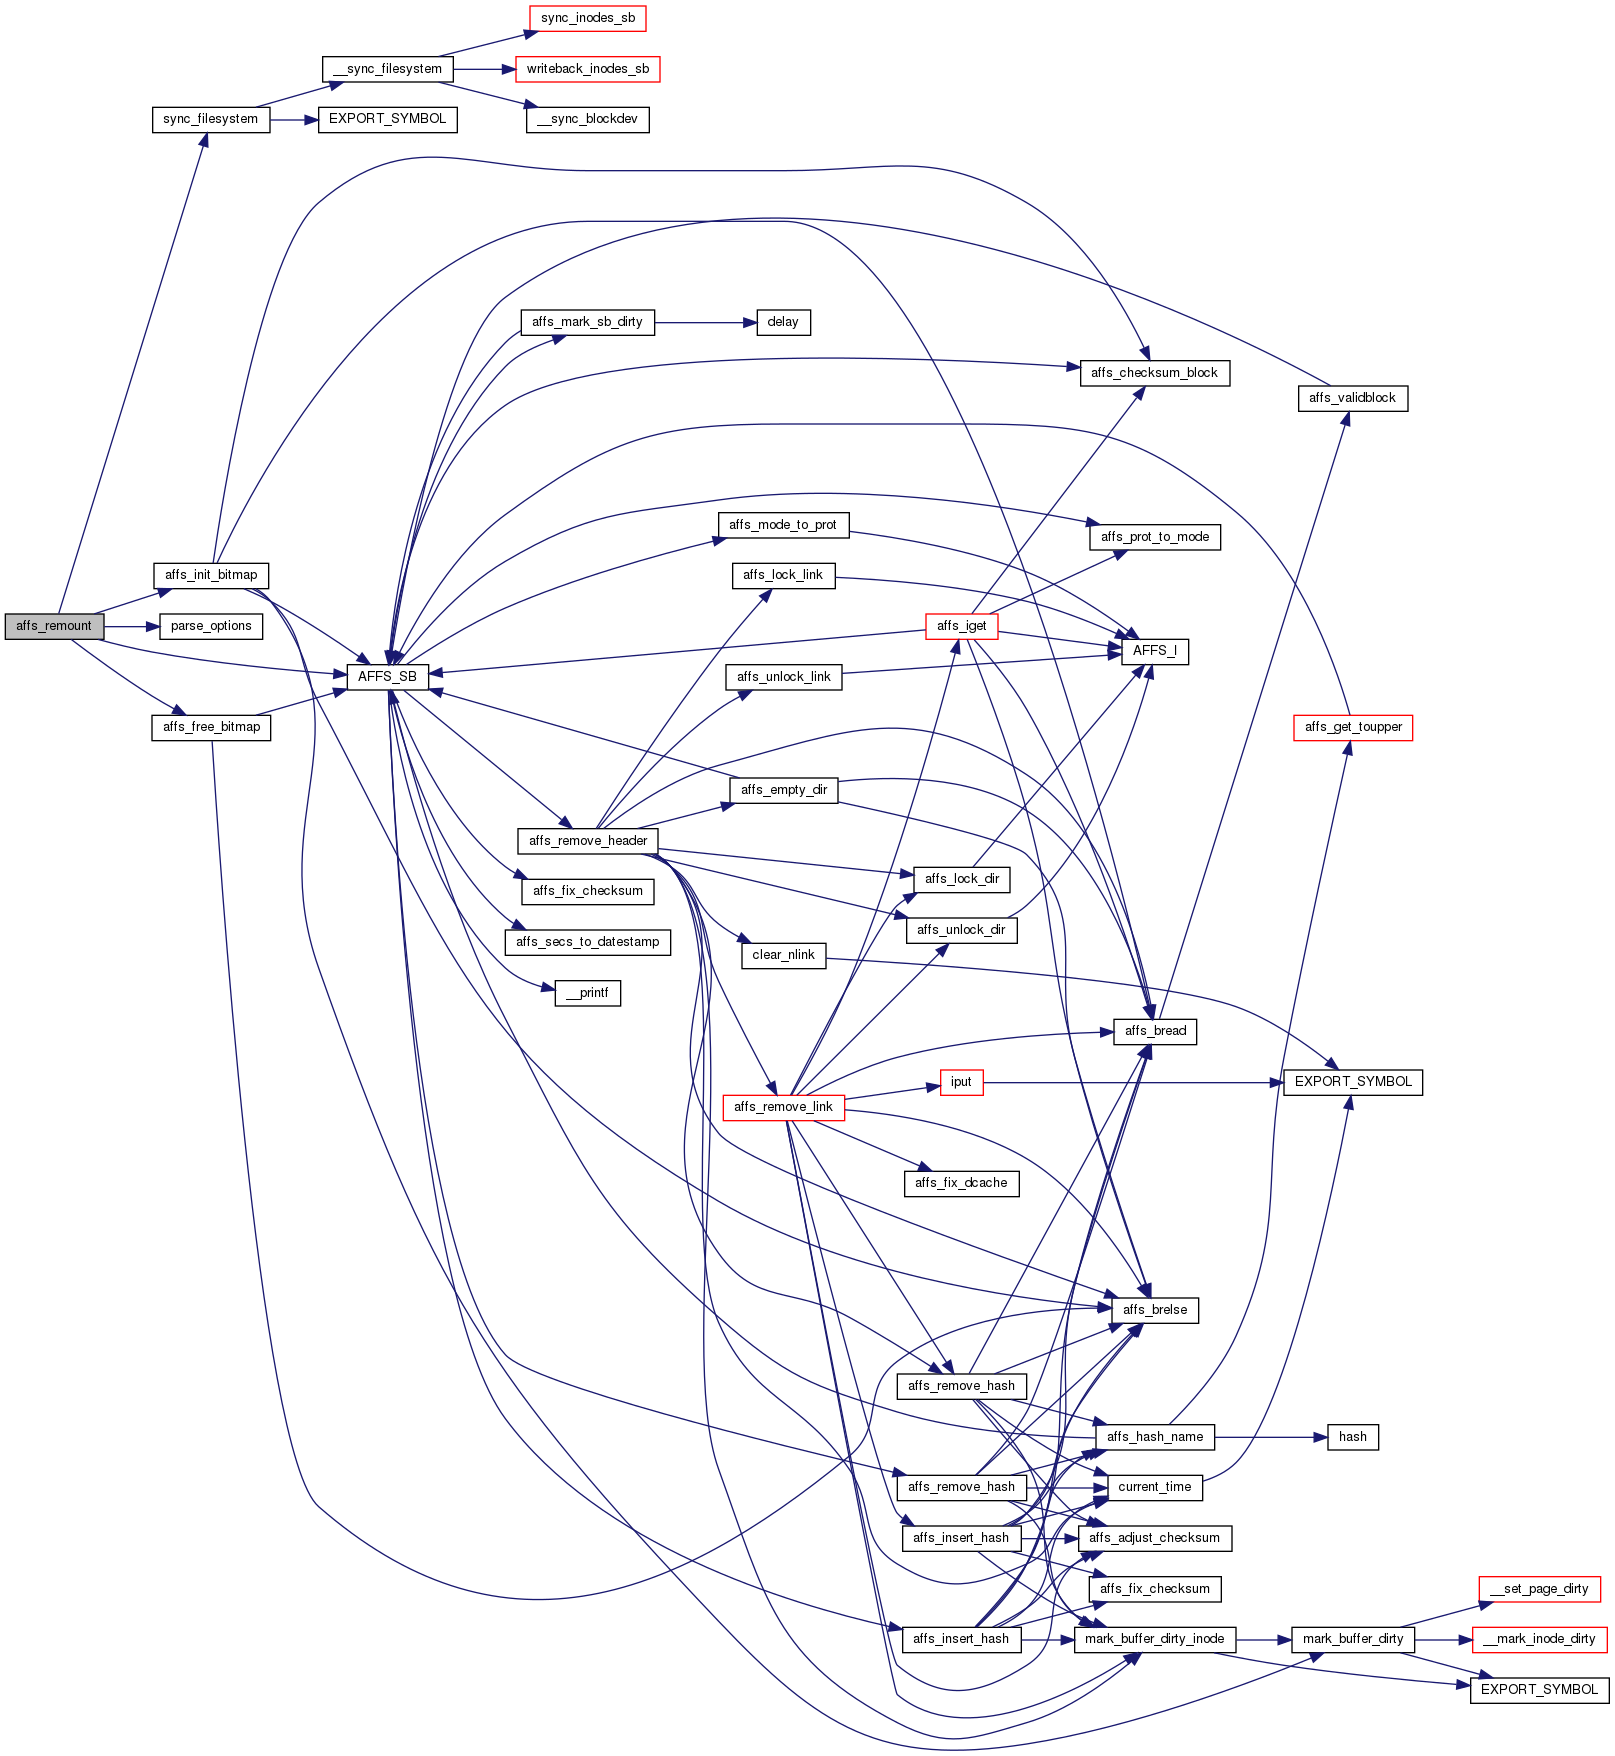 sync_inodes_sb
__sync_filesystem
writeback_inodes_sb
sync_filesystem
EXPORT_SYMBOL
__sync_blockdev
affs_mark_sb_dirty
delay
affs_checksum_block
affs_validblock
affs_mode_to_prot
affs_prot_to_mode
affs_init_bitmap
affs_lock_link
affs_remount
parse_options
affs_iget
AFFS_I
AFFS_SB
affs_unlock_link
affs_free_bitmap
affs_get_toupper
affs_empty_dir
affs_remove_header
affs_fix_checksum
affs_lock_dir
affs_unlock_dir
affs_secs_to_datestamp
clear_nlink
__printf
affs_bread
iput
EXPORT_SYMBOL
affs_remove_link
affs_fix_dcache
affs_brelse
affs_remove_hash
affs_hash_name
hash
affs_remove_hash
current_time
affs_insert_hash
affs_adjust_checksum
affs_fix_checksum
__set_page_dirty
affs_insert_hash
mark_buffer_dirty_inode
mark_buffer_dirty
__mark_inode_dirty
EXPORT_SYMBOL